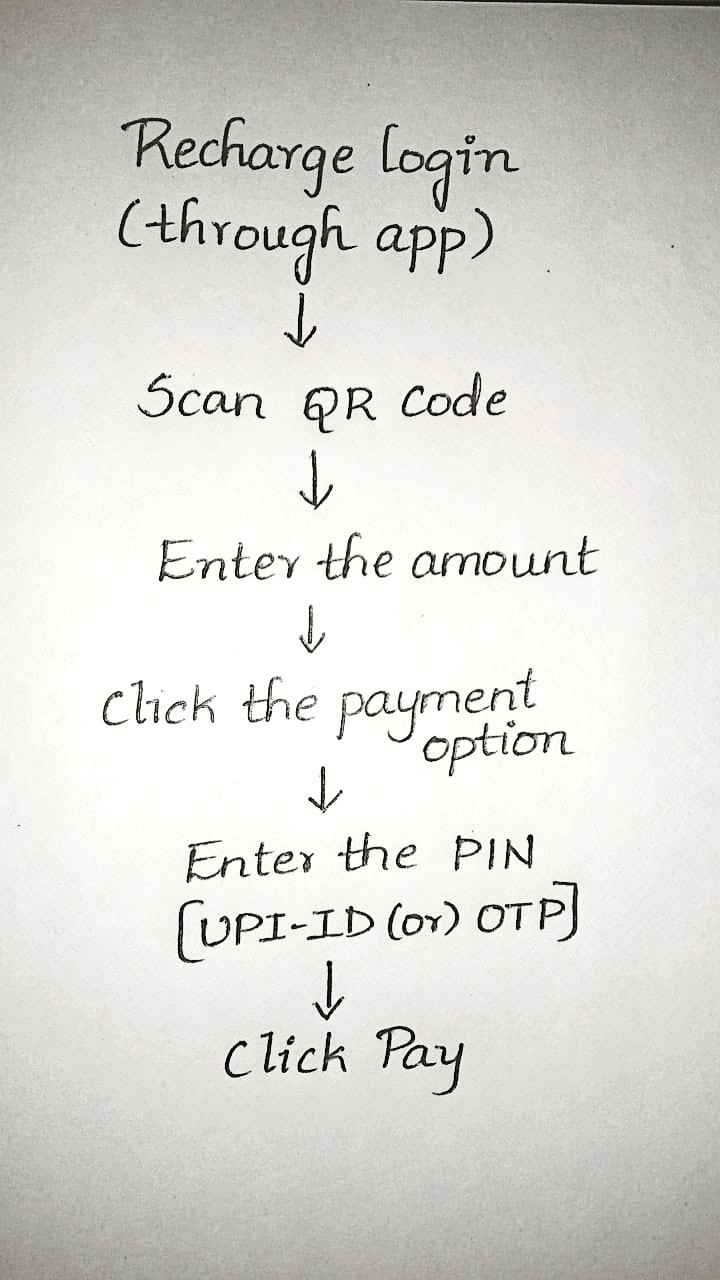 Recharge login
(through app)
↓
Scan QR code
↓
Enter the amount
↓
Click the payment
option
↓
Enter the PIN
[UPI-ID (or) OTP]
↓
Click Pay